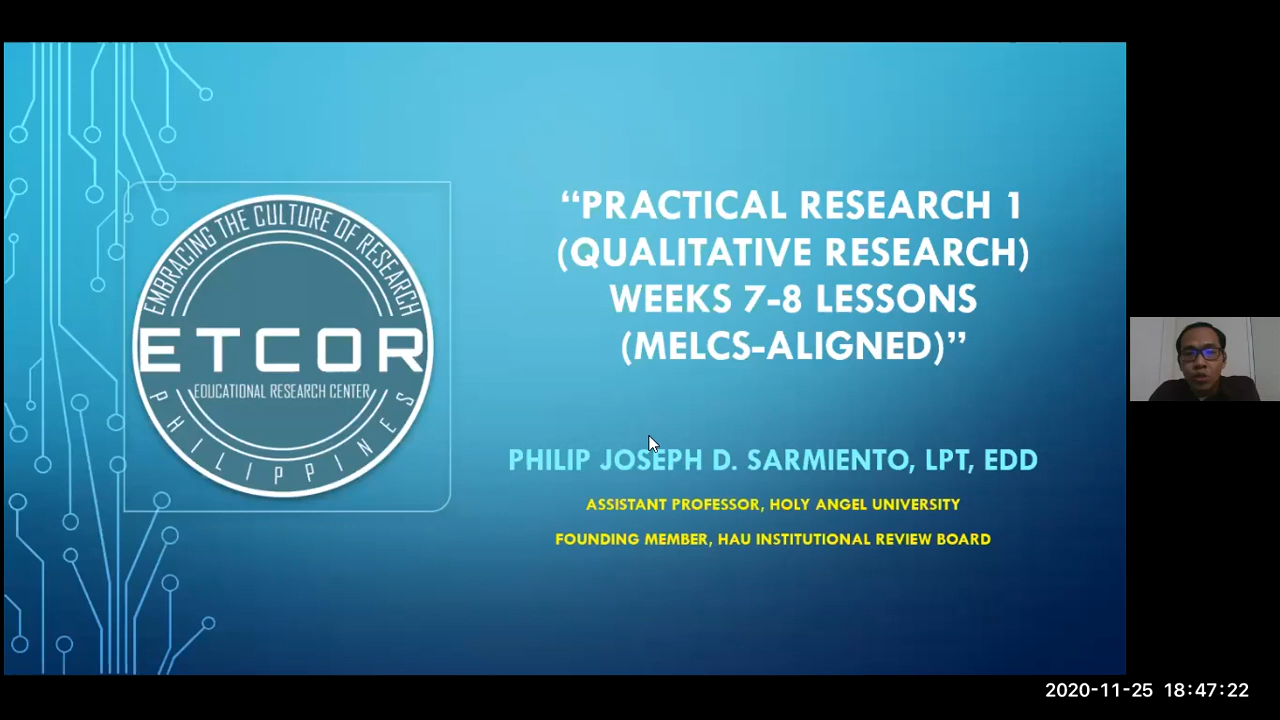 EMBRACING THE CULTURE OF RESEARCH
ETCOR
EDUCATIONAL RESEARCH CENTER
PHILIPPINES
“PRACTICAL RESEARCH 1
(QUALITATIVE RESEARCH)
WEEKS 7-8 LESSONS
(MELCS-ALIGNED)”
PHILIP JOSEPH D. SARMIENTO, LPT, EDD
ASSISTANT PROFESSOR, HOLY ANGEL UNIVERSITY
FOUNDING MEMBER, HAU INSTITUTIONAL REVIEW BOARD
2020-11-25 18:47:22